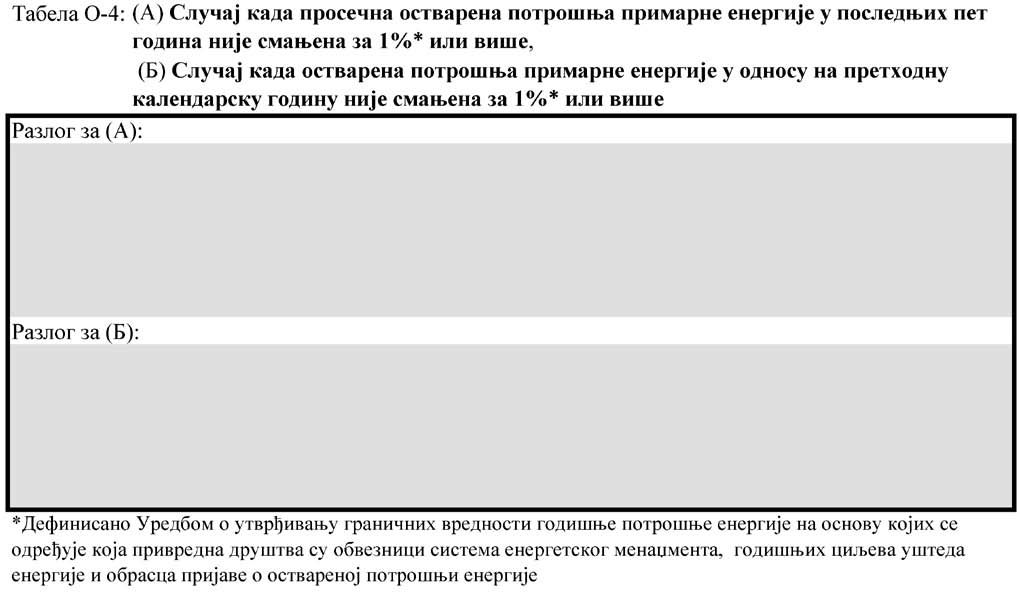 Табела О-4: (А) Случај када просечна остварена потрошња примарне енергије у последњих пет
година није смањена за 1%* или више,
(Б) Случај када остварена потрошња примарне енергије у односу на претходну
календарску годину није смањена за 1%* или више
Разлог за (А):
Разлог за (Б):
*Дефинисано Уредбом о утврђивању граничних вредности годишње потрошње енергије на основу којих се
одређује која привредна друштва су обвезници система енергетског менаџмента, годишњих циљева уштеда
енергије и обрасца пријаве о оствареној потрошњи енергије